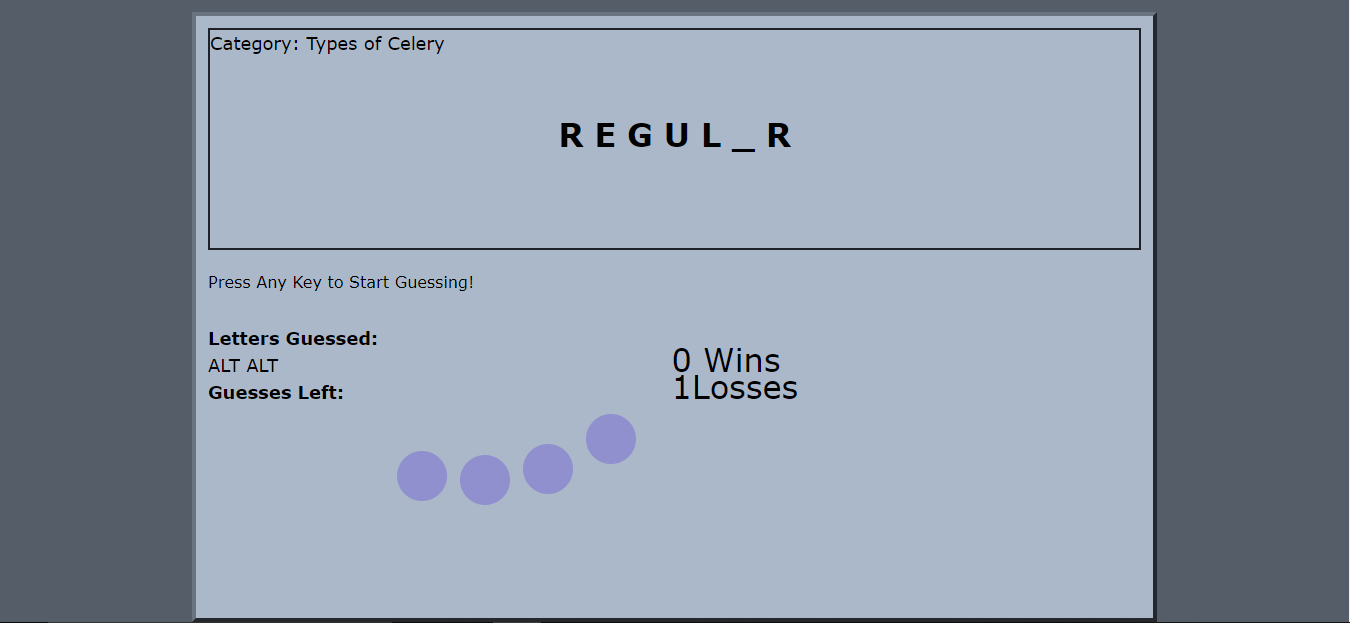 Category: Types of Celery
R E G U L _ R
Press Any Key to Start Guessing!
Letters Guessed:
ALT ALT
Guesses Left:
0 Wins
1Losses